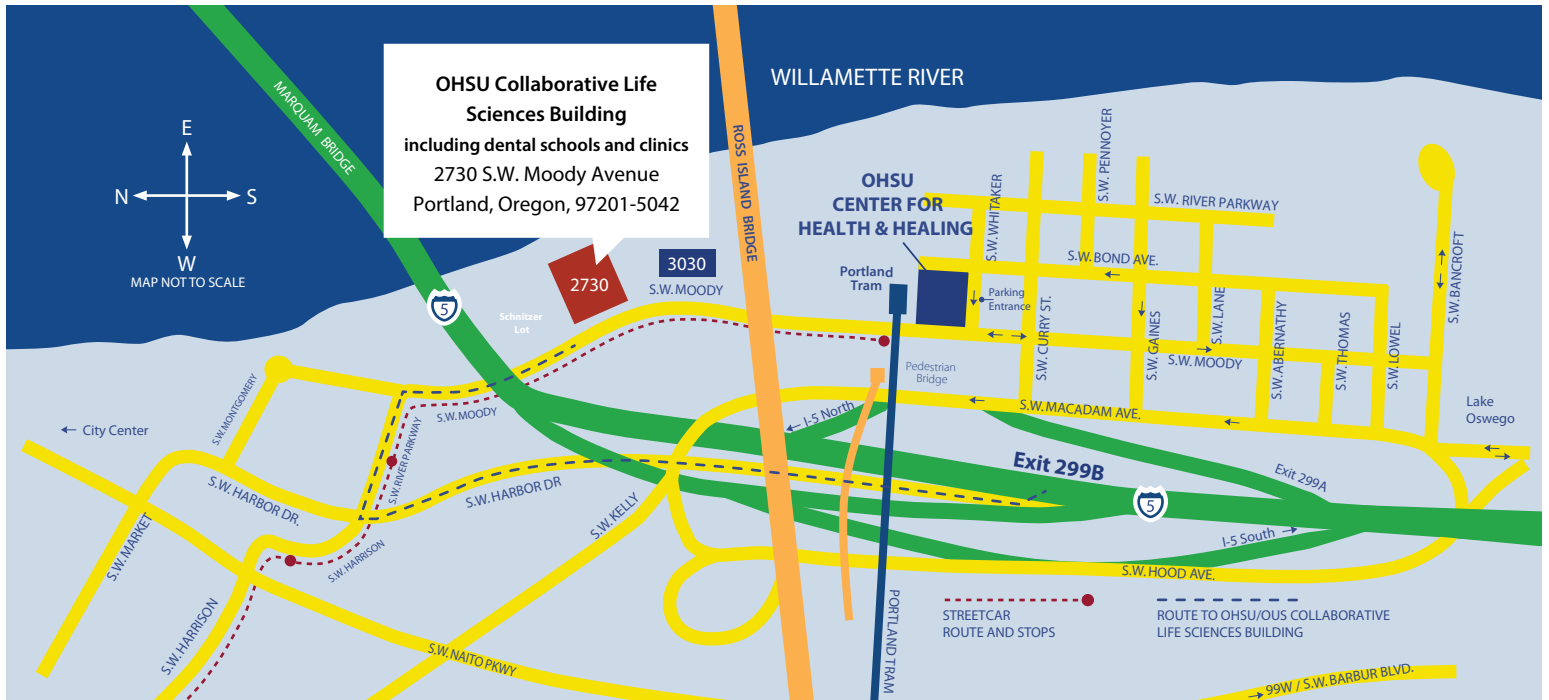 WILLAMETTE RIVER
OHSU Collaborative Life
Sciences Building
including dental schools and clinics
2730 S.W. Moody Avenue
Portland, Oregon, 97201-5042
MARQUAM BRIDGE
ROSS ISLAND BRIDGE
E
N
S
W
MAP NOT TO SCALE
5
2730
3030
S.W. MOODY
Schnitzer
Lot
OHSU
CENTER FOR
HEALTH & HEALING
Portland
Tram
Parking
Entrance
S.W. WHITAKER
S.W. PENNOYER
S.W. RIVER PARKWAY
S.W. BOND AVE.
S.W. CURRY ST.
S.W. GAINES
S.W. LANE
S.W. ABERNATHY
S.W. THOMAS
S.W. LOWEL
S.W. BANCROFT
S.W. MOODY
Pedestrian
Bridge
S.W. MACADAM AVE.
Lake
Oswego
I-5 North
City Center
S.W. MONTGOMERY
S.W. MOODY
S.W. RIVER PARKWAY
S.W. HARBOR DR.
S.W. HARBOR DR
S.W. MARKET
S.W. HARRISON
S.W. HARRISON
S.W. KELLY
S.W. NAITO PKWY
Exit 299B
Exit 299A
5
I-5 South
S.W. HOOD AVE.
PORTLAND TRAM
STREETCAR
ROUTE AND STOPS
ROUTE TO OHSU/OUS COLLABORATIVE
LIFE SCIENCES BUILDING
99W / S.W. BARBUR BLVD.